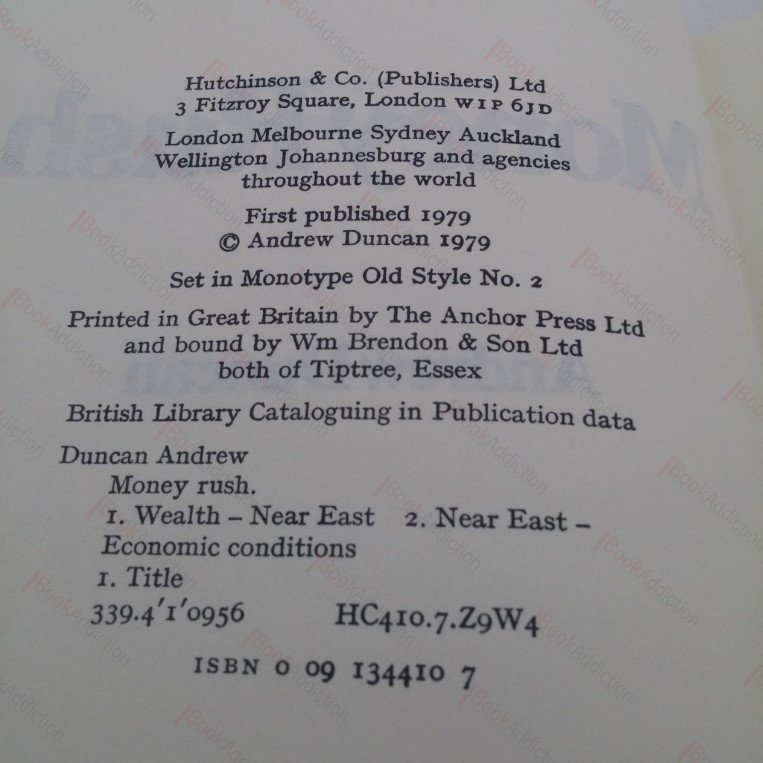 Hutchinson & Co. (Publishers) Ltd
3 Fitzroy Square, London W1P 6JD
London Melbourne Sydney Auckland
Wellington Johannesburg and agencies
throughout the world
First published 1979
© Andrew Duncan 1979
Set in Monotype Old Style No. 2
Printed in Great Britain by The Anchor Press Ltd
and bound by Wm Brendon & Son Ltd
both of Tiptree, Essex
British Library Cataloguing in Publication data
Duncan Andrew
Money rush.
1. Wealth – Near East 2. Near East –
Economic conditions
1. Title
339.4'1'0956 HC410.7.Z9W4
ISBN 0 09 134410 7
BookAddiction